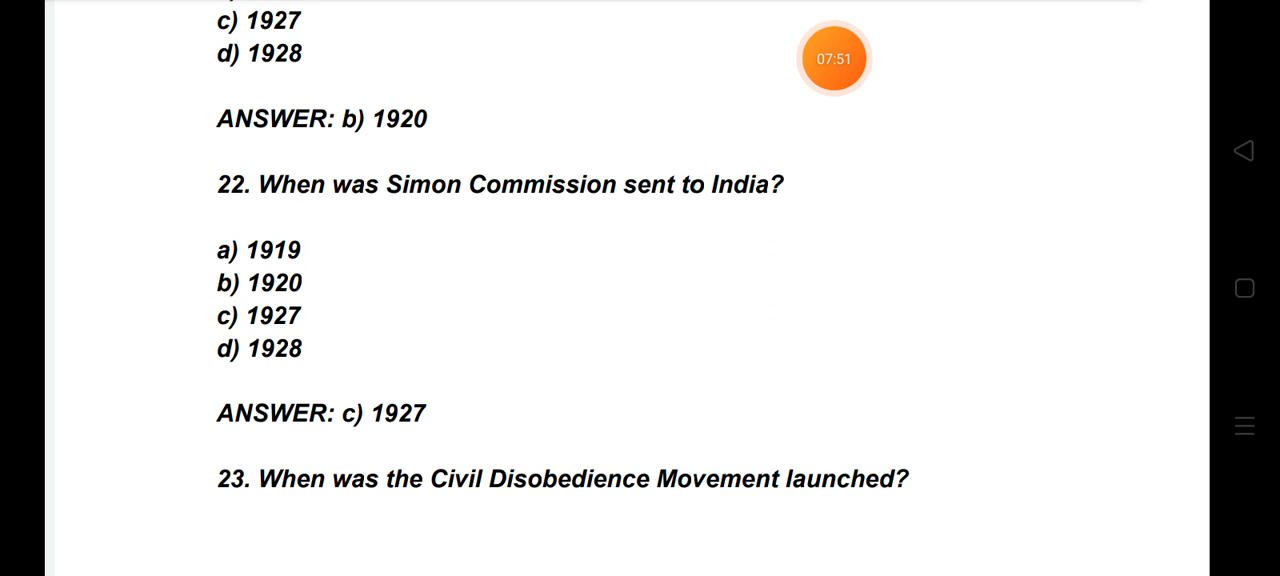 c) 1927
d) 1928
07:51
ANSWER: b) 1920
22. When was Simon Commission sent to India?
a) 1919
b) 1920
c) 1927
d) 1928
ANSWER: c) 1927
23. When was the Civil Disobedience Movement launched?